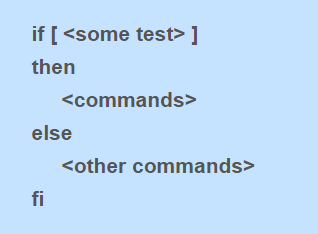 if [ <some test> ]
then
<commands>
else
<other commands>
fi